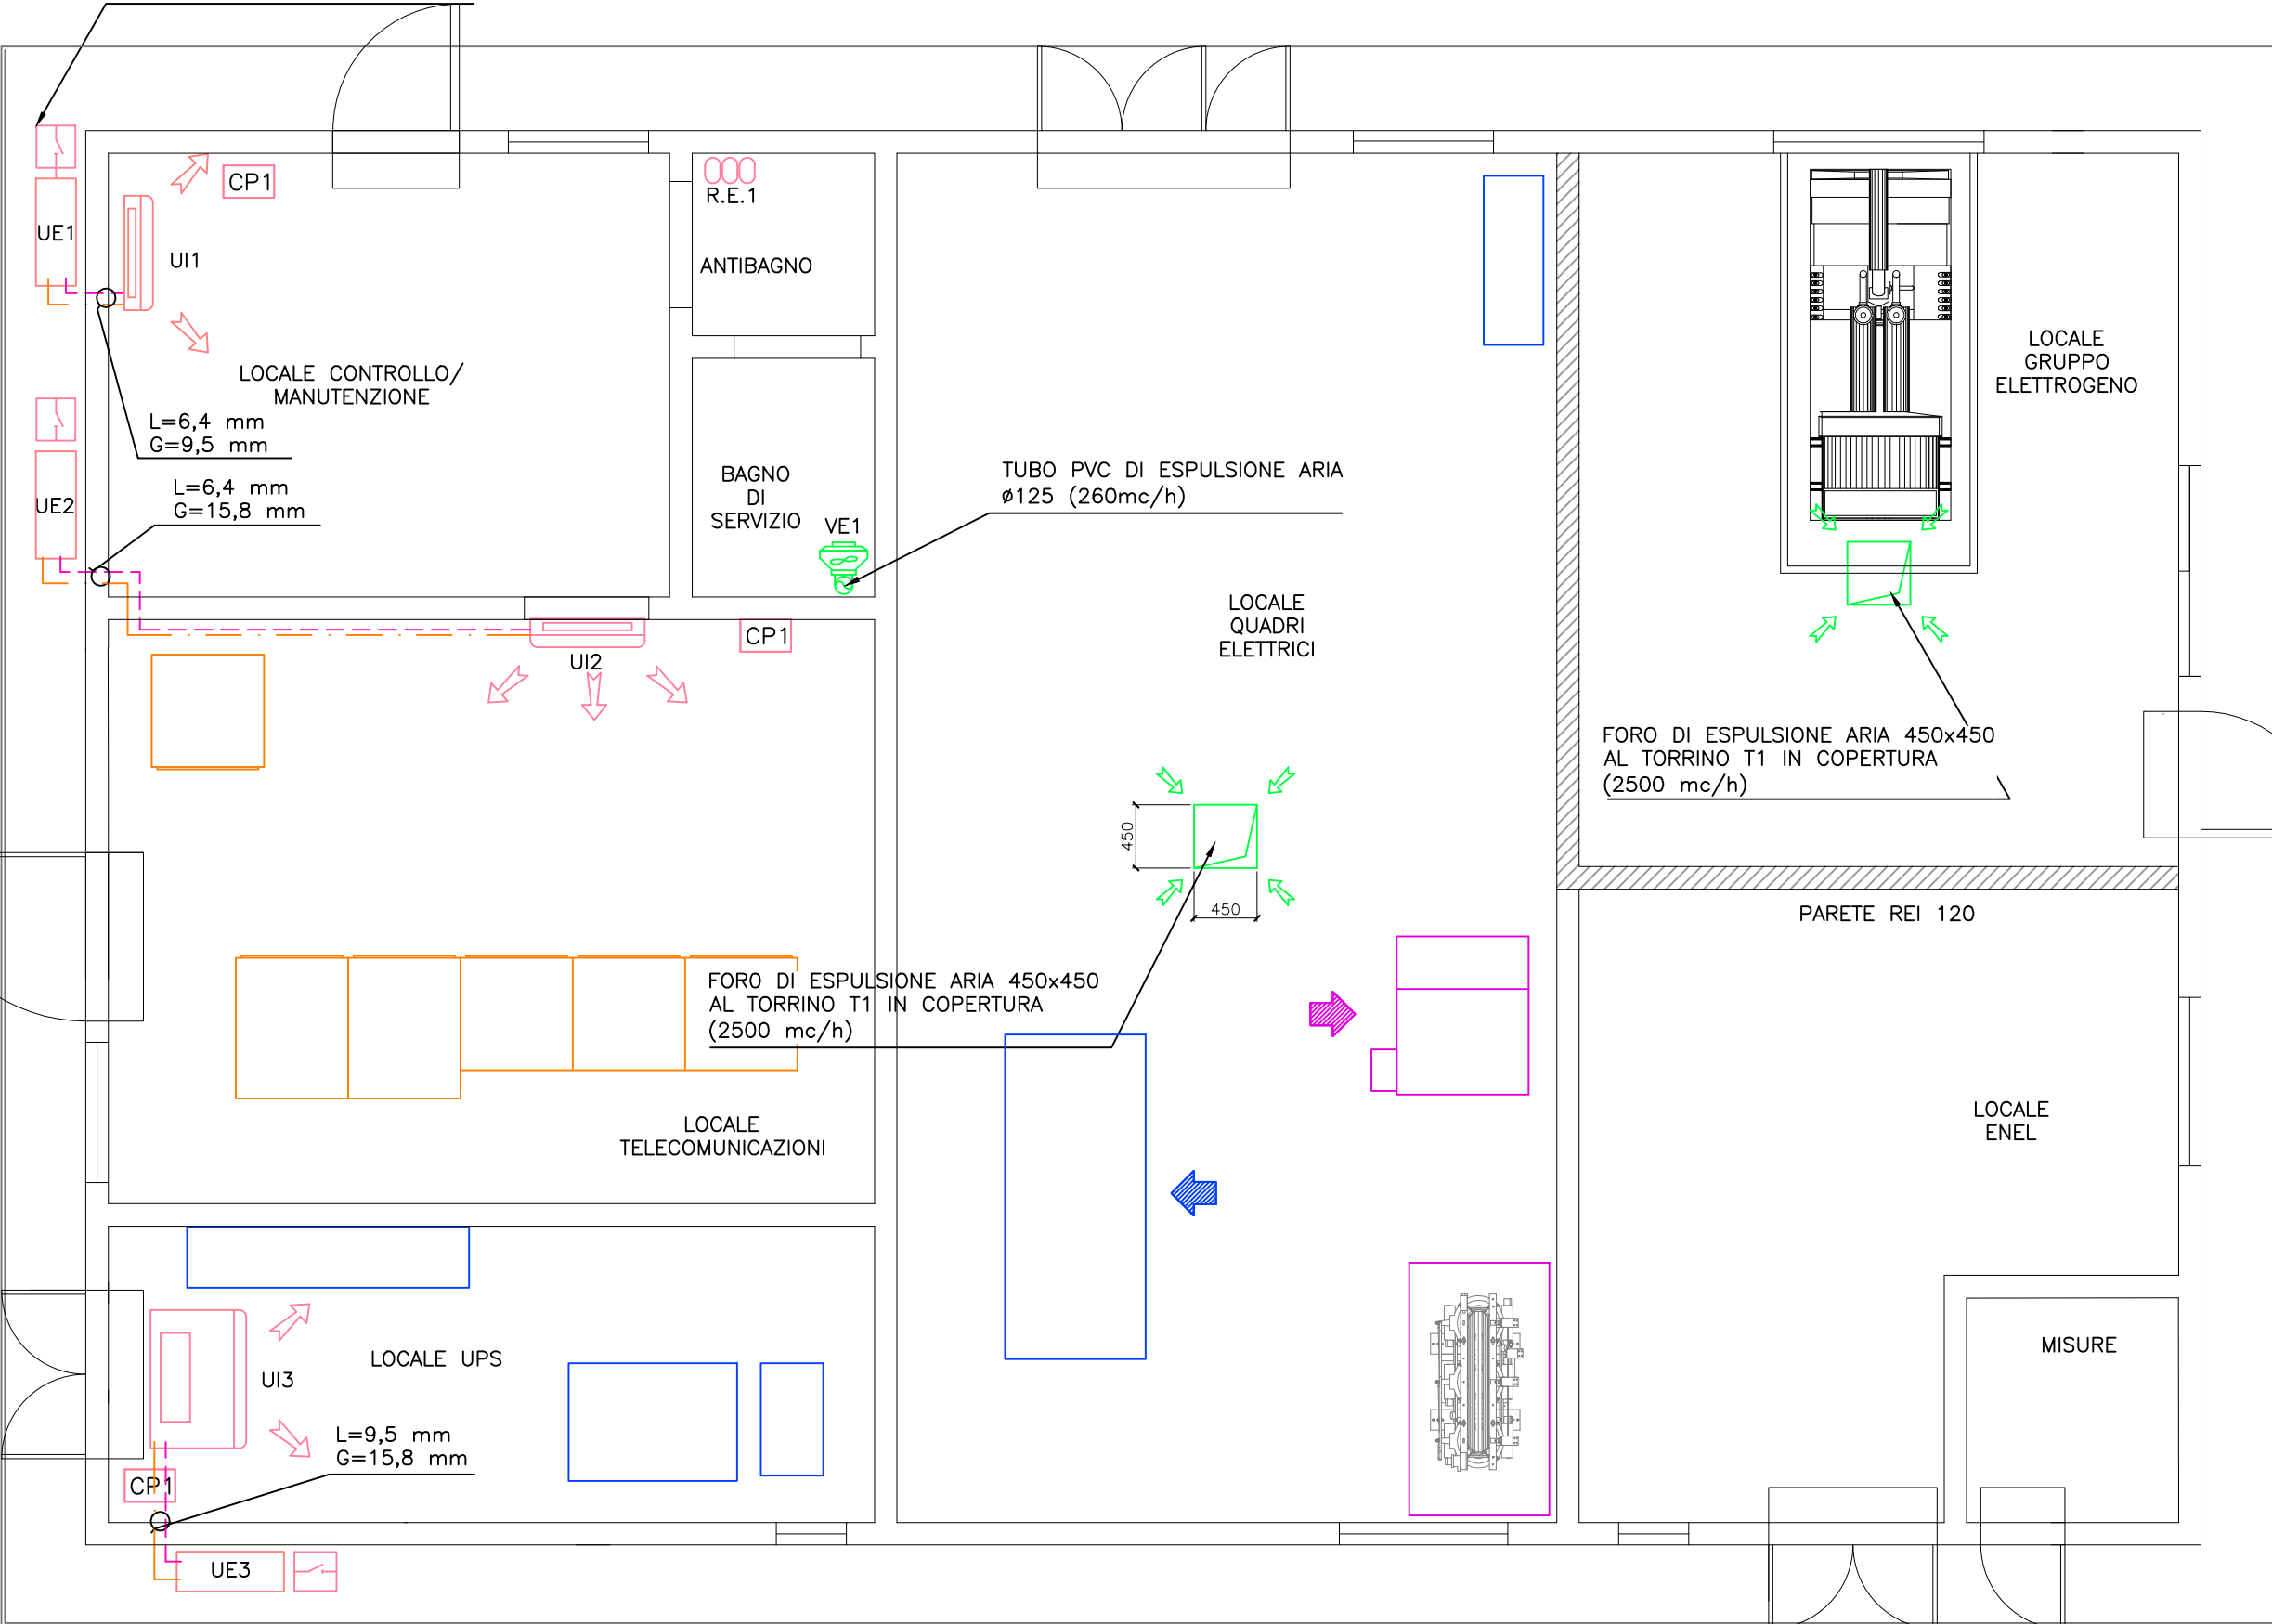 CP1
R.E.1
UE1
UI1
ANTIBAGNO
LOCALE CONTROLLO/
MANUTENZIONE
L=6,4 mm
G=9,5 mm
L=6,4 mm
G=15,8 mm
UE2
BAGNO
DI
SERVIZIO
VE1
TUBO PVC DI ESPULSIONE ARIA
ø125 (260mc/h)
LOCALE
GRUPPO
ELETTROGENO
LOCALE
QUADRI
ELETTRICI
CP1
UI2
FORO DI ESPULSIONE ARIA 450x450
AL TORRINO T1 IN COPERTURA
(2500 mc/h)
450
450
PARETE REI 120
FORO DI ESPULSIONE ARIA 450x450
AL TORRINO T1 IN COPERTURA
(2500 mc/h)
LOCALE
TELECOMUNICAZIONI
LOCALE
ENEL
LOCALE UPS
UI3
MISURE
L=9,5 mm
G=15,8 mm
CP1
UE3